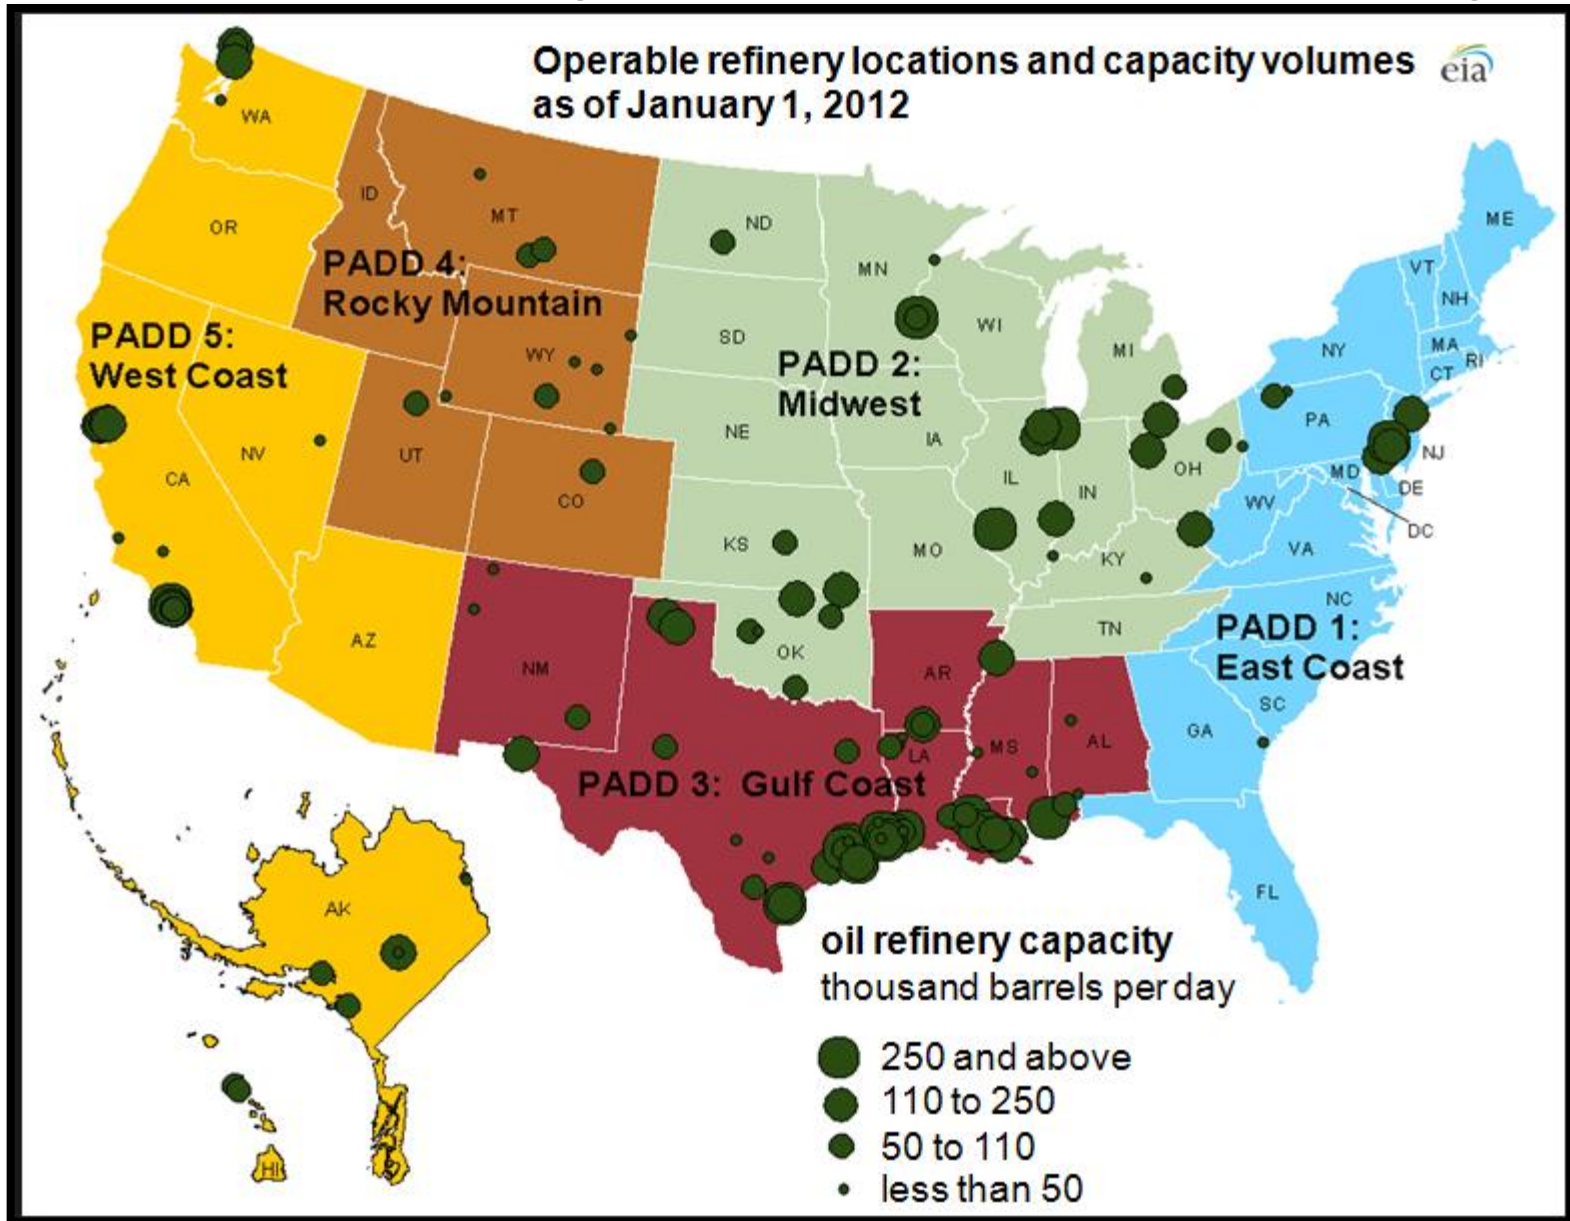 Operable refinery locations and capacity volumes
as of January 1, 2012
eia
WA
OR
ID
MT
ND
MN
ME
VT
NH
PADD 4:
Rocky Mountain
PADD 5:
West Coast
WY
SD
WI
MI
NY
MA
RI
CT
PADD 2:
Midwest
NE
IA
PA
NJ
CA
NV
UT
CO
IL
IN
OH
MD
DE
DC
WV
VA
KS
MO
KY
NC
AZ
NM
OK
TN
AR
PADD 1:
East Coast
SC
GA
LA
MS
AL
PADD 3: Gulf Coast
FL
AK
HI
oil refinery capacity
thousand barrels per day
250 and above
110 to 250
50 to 110
less than 50